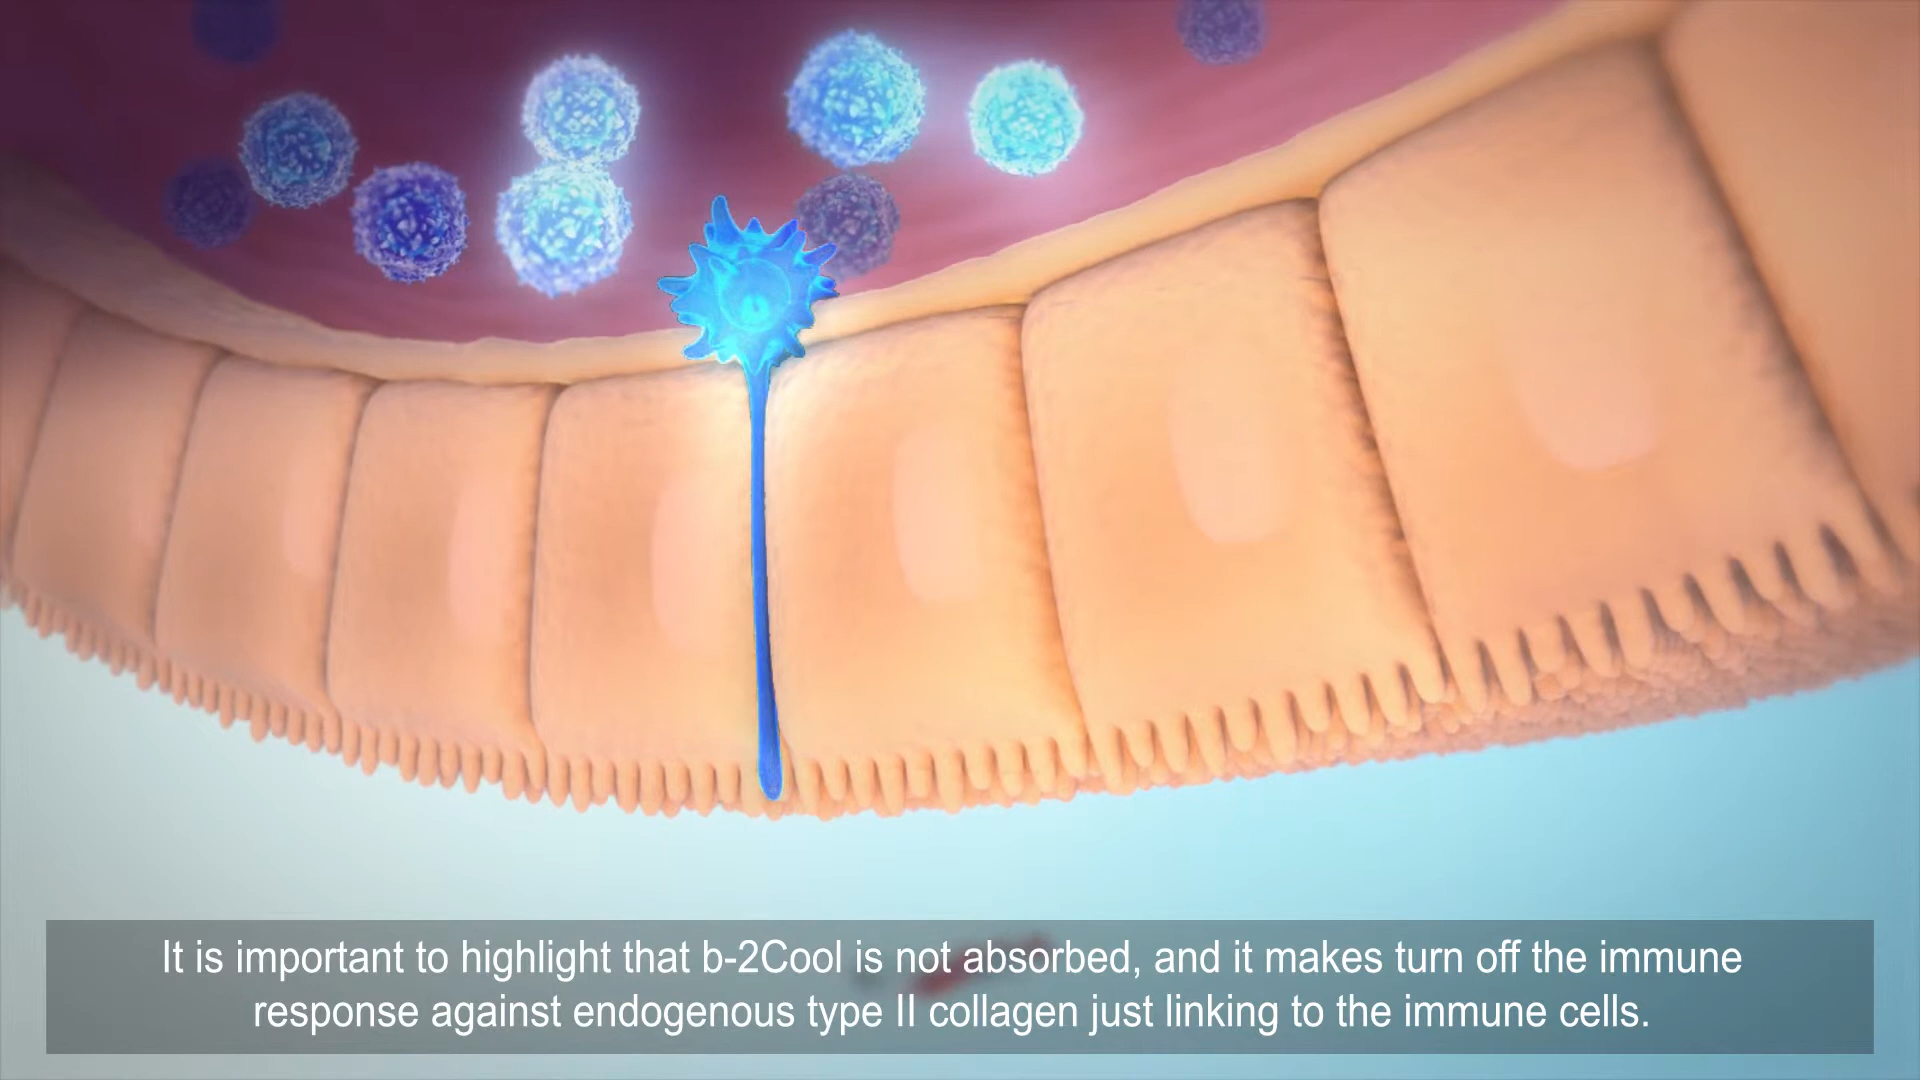 It is important to highlight that b-2Cool is not absorbed, and it makes turn off the immune
response against endogenous type II collagen just linking to the immune cells.